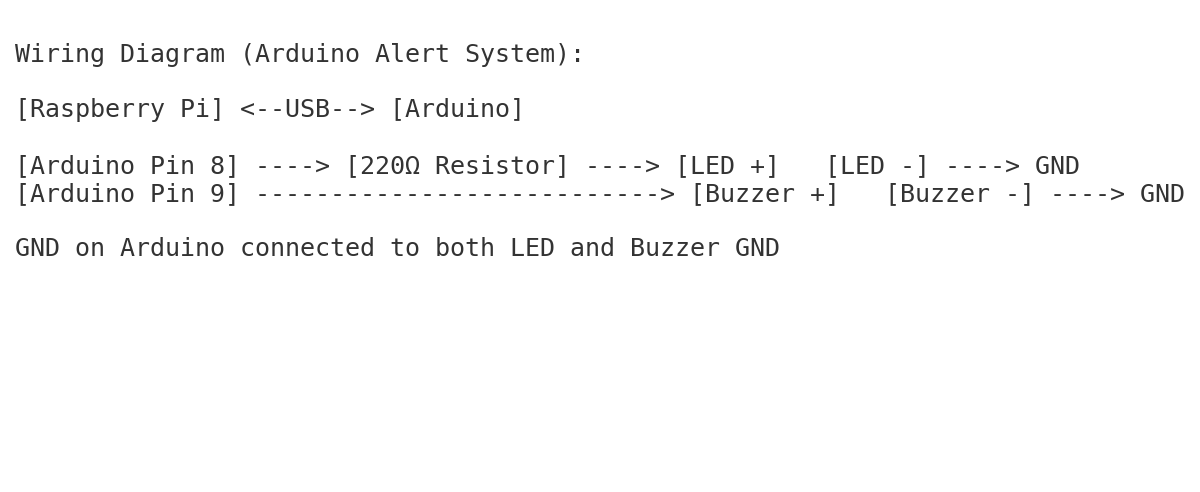 Wiring Diagram (Arduino Alert System):
[Raspberry Pi] <--USB--> [Arduino]
[Arduino Pin 8] ----> [220Ω Resistor] ----> [LED +]   [LED -] ----> GND
[Arduino Pin 9] ---------------------------> [Buzzer +]   [Buzzer -] ----> GND
GND on Arduino connected to both LED and Buzzer GND